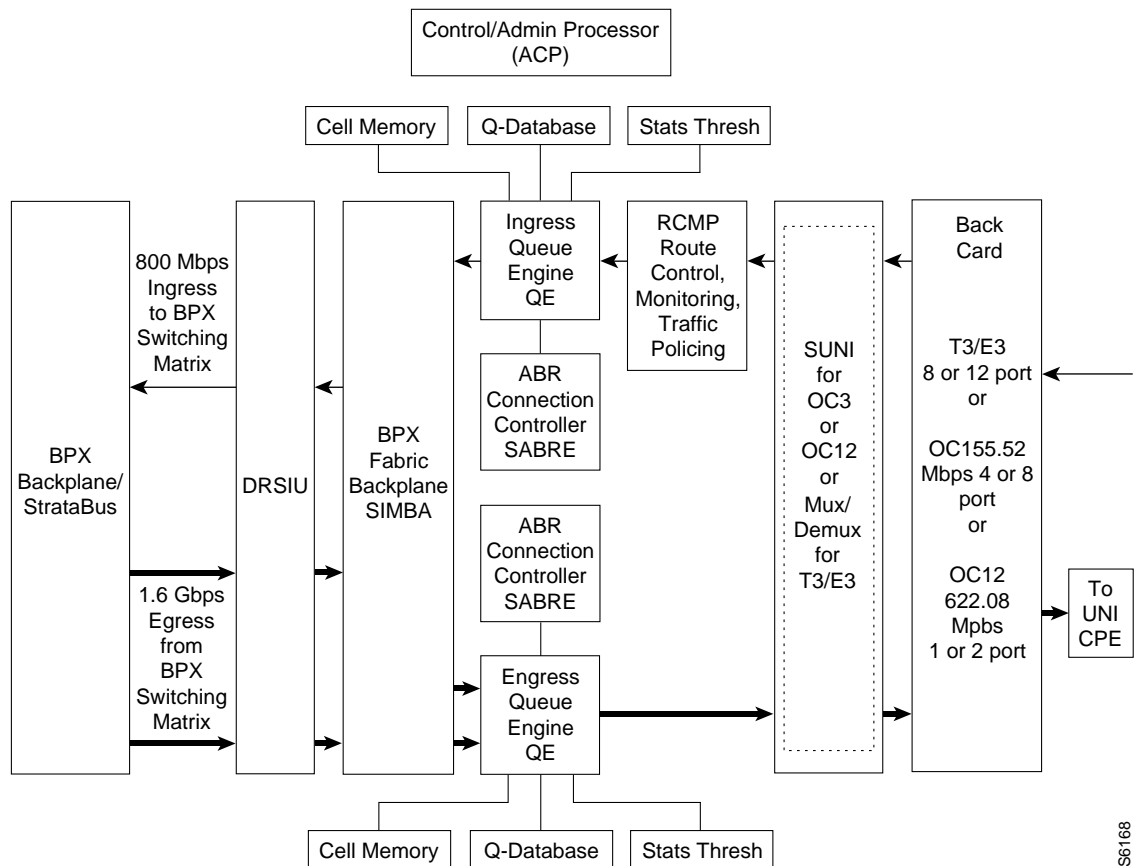 Control/Admin Processor
(ACP)
Cell Memory
Q-Database
Stats Thresh
BPX
Backplane/
StrataBus
800 Mbps
Ingress
to BPX
Switching
Matrix
1.6 Gbps
Egress
from
BPX
Switching
Matrix
DRSIU
BPX
Fabric
Backplane
SIMBA
Ingress
Queue
Engine
QE
ABR
Connection
Controller
SABRE
ABR
Connection
Controller
SABRE
Engress
Queue
Engine
QE
RCMP
Route
Control,
Monitoring,
Traffic
Policing
SUNI
for
OC3
or
OC12
or
Mux/
Demux
for
T3/E3
Back
Card
T3/E3
8 or 12 port
or
OC155.52
Mbps 4 or 8
port
or
OC12
622.08
Mpbs
1 or 2 port
To
UNI
CPE
Cell Memory
Q-Database
Stats Thresh
S6168